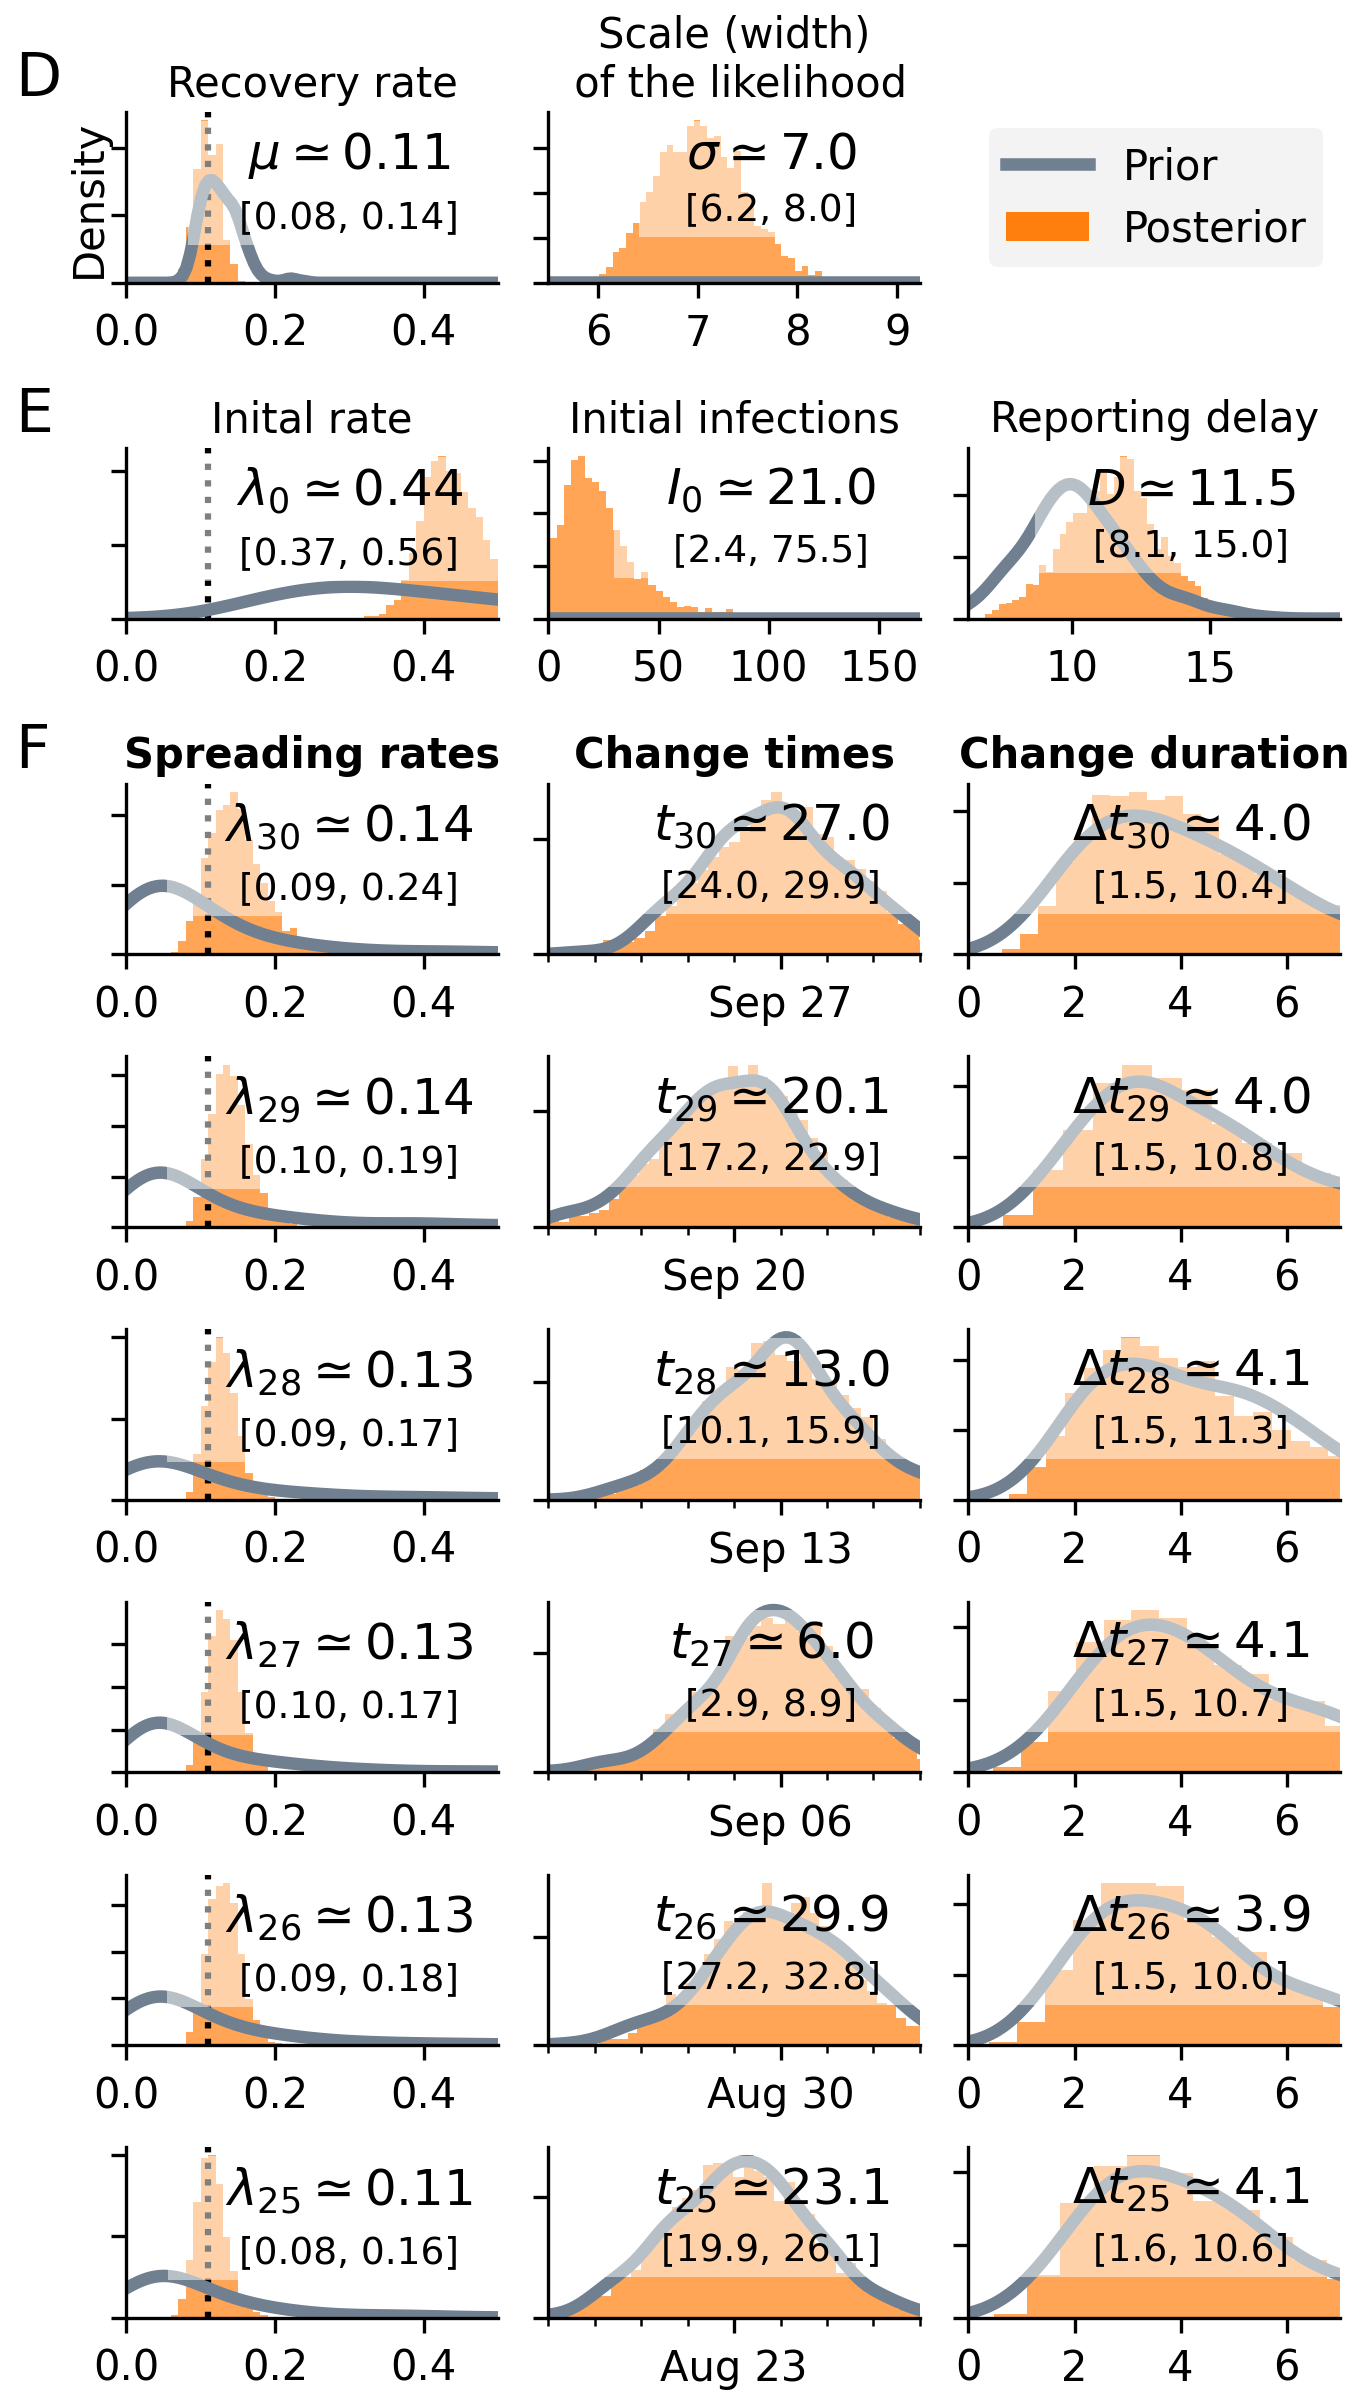 D
Recovery rate
Scale (width)
of the likelihood
Density
μ ≃ 0.11
[0.08, 0.14]
0.0 0.2 0.4
σ ≃ 7.0
[6.2, 8.0]
6 7 8 9
Prior
Posterior
E
Inital rate
λ0 ≃ 0.44
[0.37, 0.56]
0.0 0.2 0.4
Initial infections
I0 ≃ 21.0
[2.4, 75.5]
0 50 100 150
Reporting delay
D ≃ 11.5
[8.1, 15.0]
10 15
F
Spreading rates
Change times
Change duration
λ30 ≃ 0.14
[0.09, 0.24]
0.0 0.2 0.4
t30 ≃ 27.0
[24.0, 29.9]
Sep 27
Δt30 ≃ 4.0
[1.5, 10.4]
0 2 4 6
λ29 ≃ 0.14
[0.10, 0.19]
0.0 0.2 0.4
t29 ≃ 20.1
[17.2, 22.9]
Sep 20
Δt29 ≃ 4.0
[1.5, 10.8]
0 2 4 6
λ28 ≃ 0.13
[0.09, 0.17]
0.0 0.2 0.4
t28 ≃ 13.0
[10.1, 15.9]
Sep 13
Δt28 ≃ 4.1
[1.5, 11.3]
0 2 4 6
λ27 ≃ 0.13
[0.10, 0.17]
0.0 0.2 0.4
t27 ≃ 6.0
[2.9, 8.9]
Sep 06
Δt27 ≃ 4.1
[1.5, 10.7]
0 2 4 6
λ26 ≃ 0.13
[0.09, 0.18]
0.0 0.2 0.4
t26 ≃ 29.9
[27.2, 32.8]
Aug 30
Δt26 ≃ 3.9
[1.5, 10.0]
0 2 4 6
λ25 ≃ 0.11
[0.08, 0.16]
0.0 0.2 0.4
t25 ≃ 23.1
[19.9, 26.1]
Aug 23
Δt25 ≃ 4.1
[1.6, 10.6]
0 2 4 6